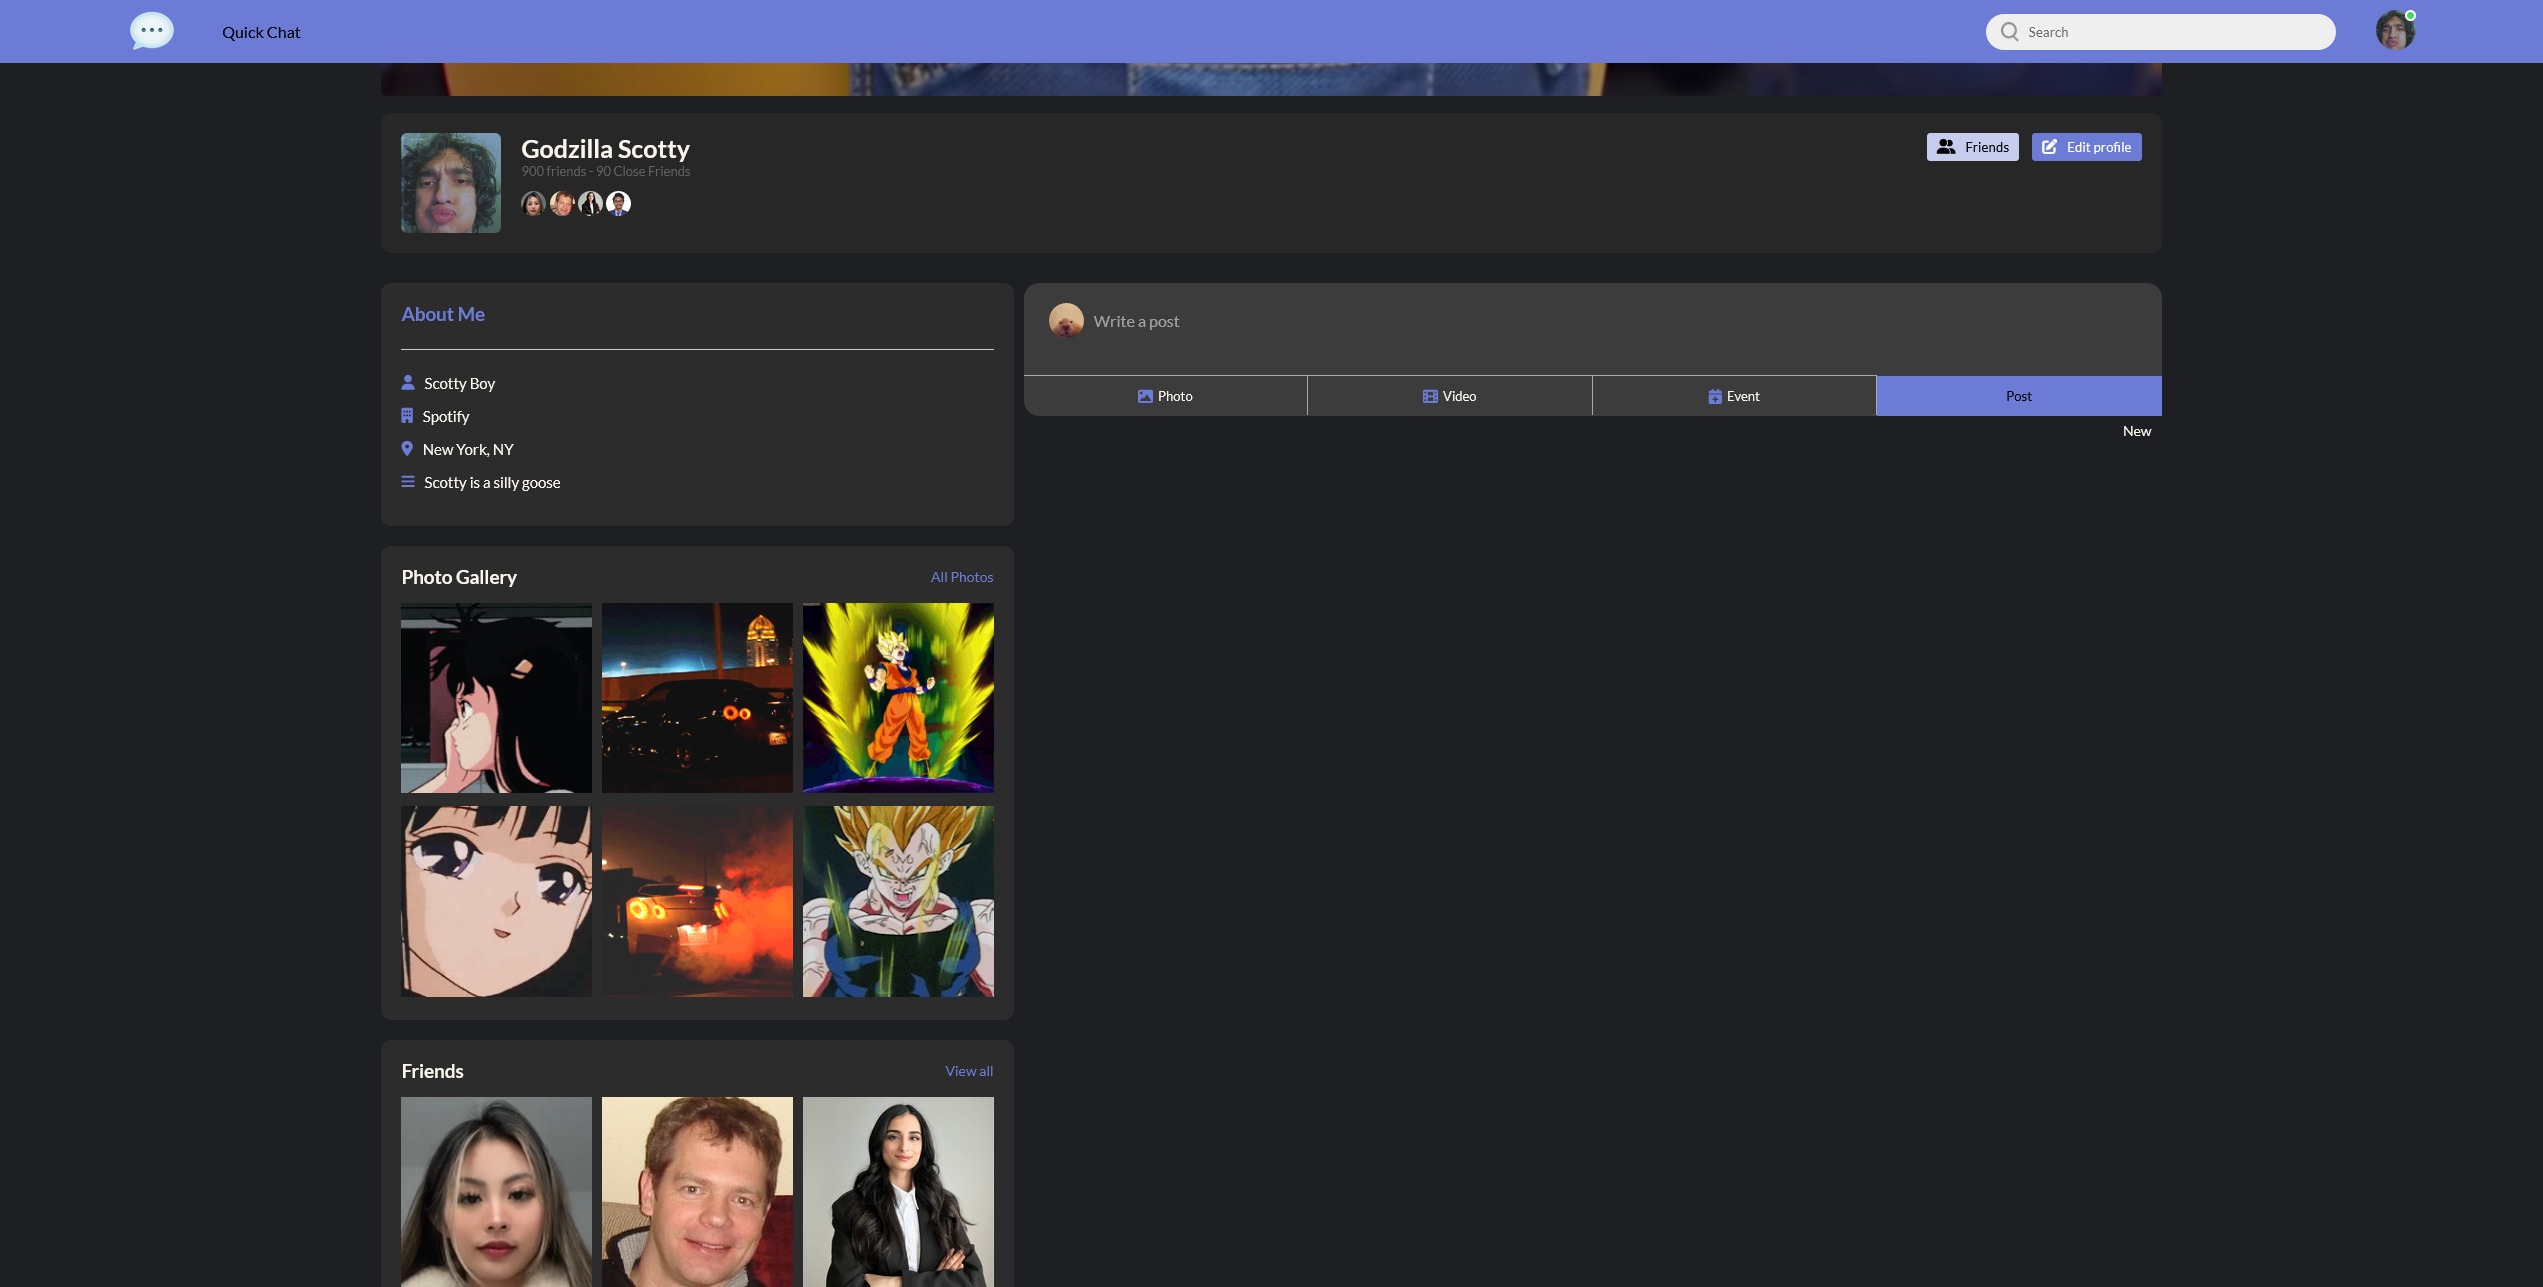 Quick Chat
Search
Godzilla Scotty
900 friends - 90 Close Friends
Friends
Edit profile
About Me
Scotty Boy
Spotify
New York, NY
Scotty is a silly goose
Write a post
Photo
Video
Event
Post
New
Photo Gallery
All Photos
Friends
View all